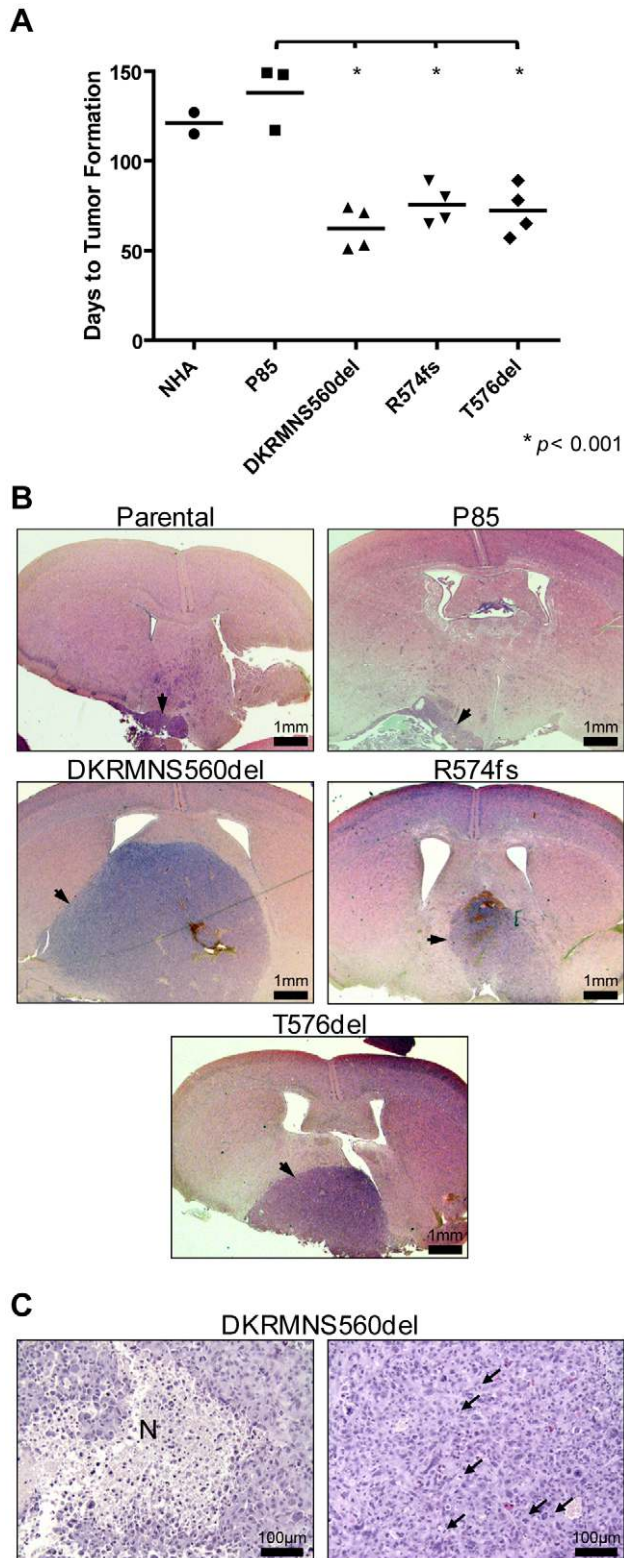 A
* * *
150
100
50
0
Days to Tumor Formation
NHA
P85
DKRMNS560del
R574fs
T576del
* p< 0.001
B
Parental
P85
1mm
1mm
DKRMNS560del
R574fs
1mm
1mm
T576del
1mm
C
DKRMNS560del
N
100µm
100µm